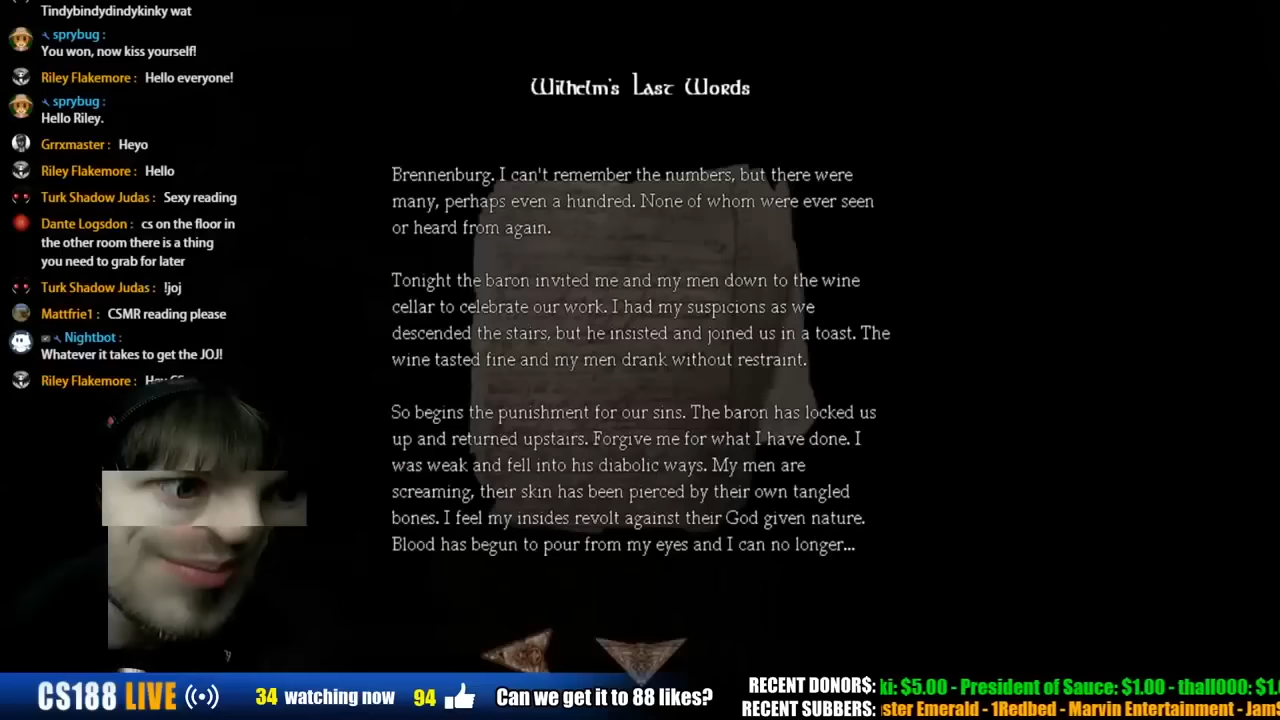 Tindybindydindykinky wat
sprybug :
You won, now kiss yourself!
Riley Flakemore : Hello everyone!
sprybug :
Hello Riley.
Grrxmaster : Heyo
Riley Flakemore : Hello
Turk Shadow Judas : Sexy reading
Dante Logsdon : cs on the floor in
the other room there is a thing
you need to grab for later
Turk Shadow Judas : !joj
Mattfrie1 : CSMR reading please
Nightbot :
Whatever it takes to get the JOJ!
Riley Flakemore :
Wilhelm's Last Words
Brennenburg. I can't remember the numbers, but there were
many, perhaps even a hundred. None of whom were ever seen
or heard from again.
Tonight the baron invited me and my men down to the wine
cellar to celebrate our work. I had my suspicions as we
descended the stairs, but he insisted and joined us in a toast. The
wine tasted fine and my men drank without restraint.
So begins the punishment for our sins. The baron has locked us
up and returned upstairs. Forgive me for what I have done. I
was weak and fell into his diabolic ways. My men are
screaming, their skin has been pierced by their own tangled
bones. I feel my insides revolt against their God given nature.
Blood has begun to pour from my eyes and I can no longer...
CS188 LIVE 34 watching now 94 Can we get it to 88 likes?
RECENT DONOR$: ki: $5.00 - President of Sauce: $1.00 - thall000: $1.
RECENT SUBBERS: ster Emerald - 1Redbed - Marvin Entertainment - Jam